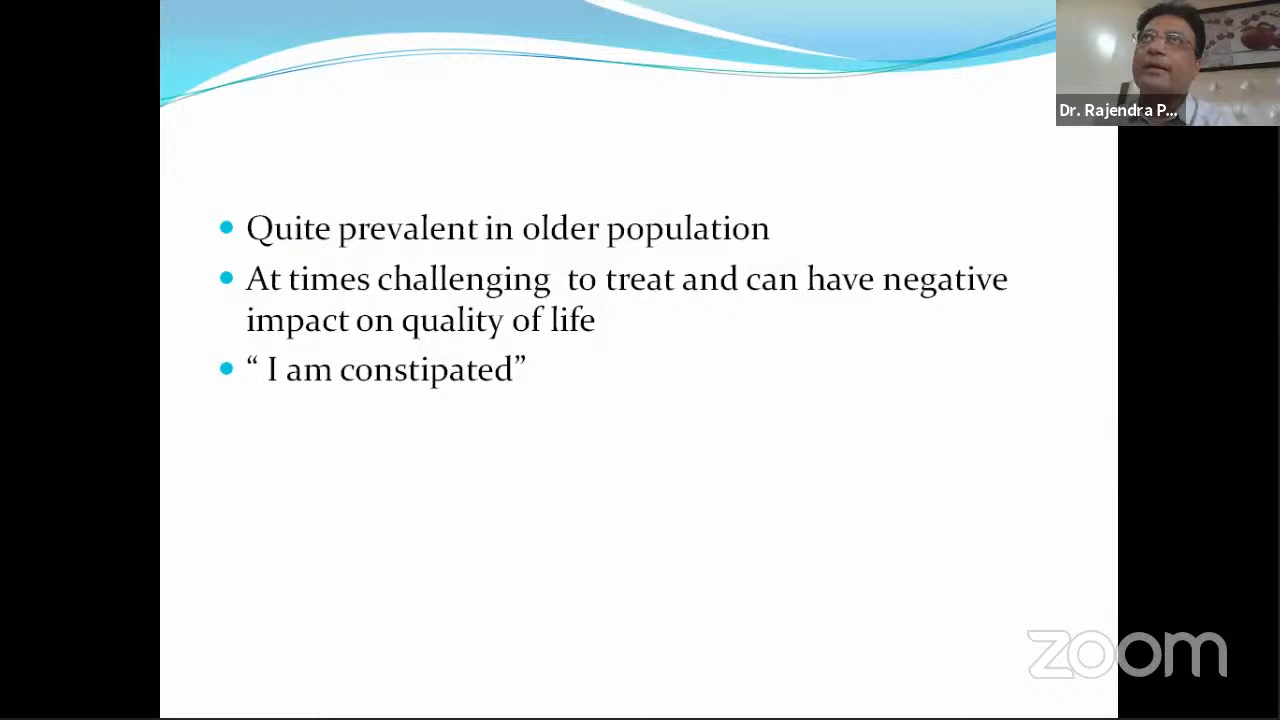 Dr. Rajendra P...
• Quite prevalent in older population
• At times challenging  to treat and can have negative
impact on quality of life
• “ I am constipated”
zoom